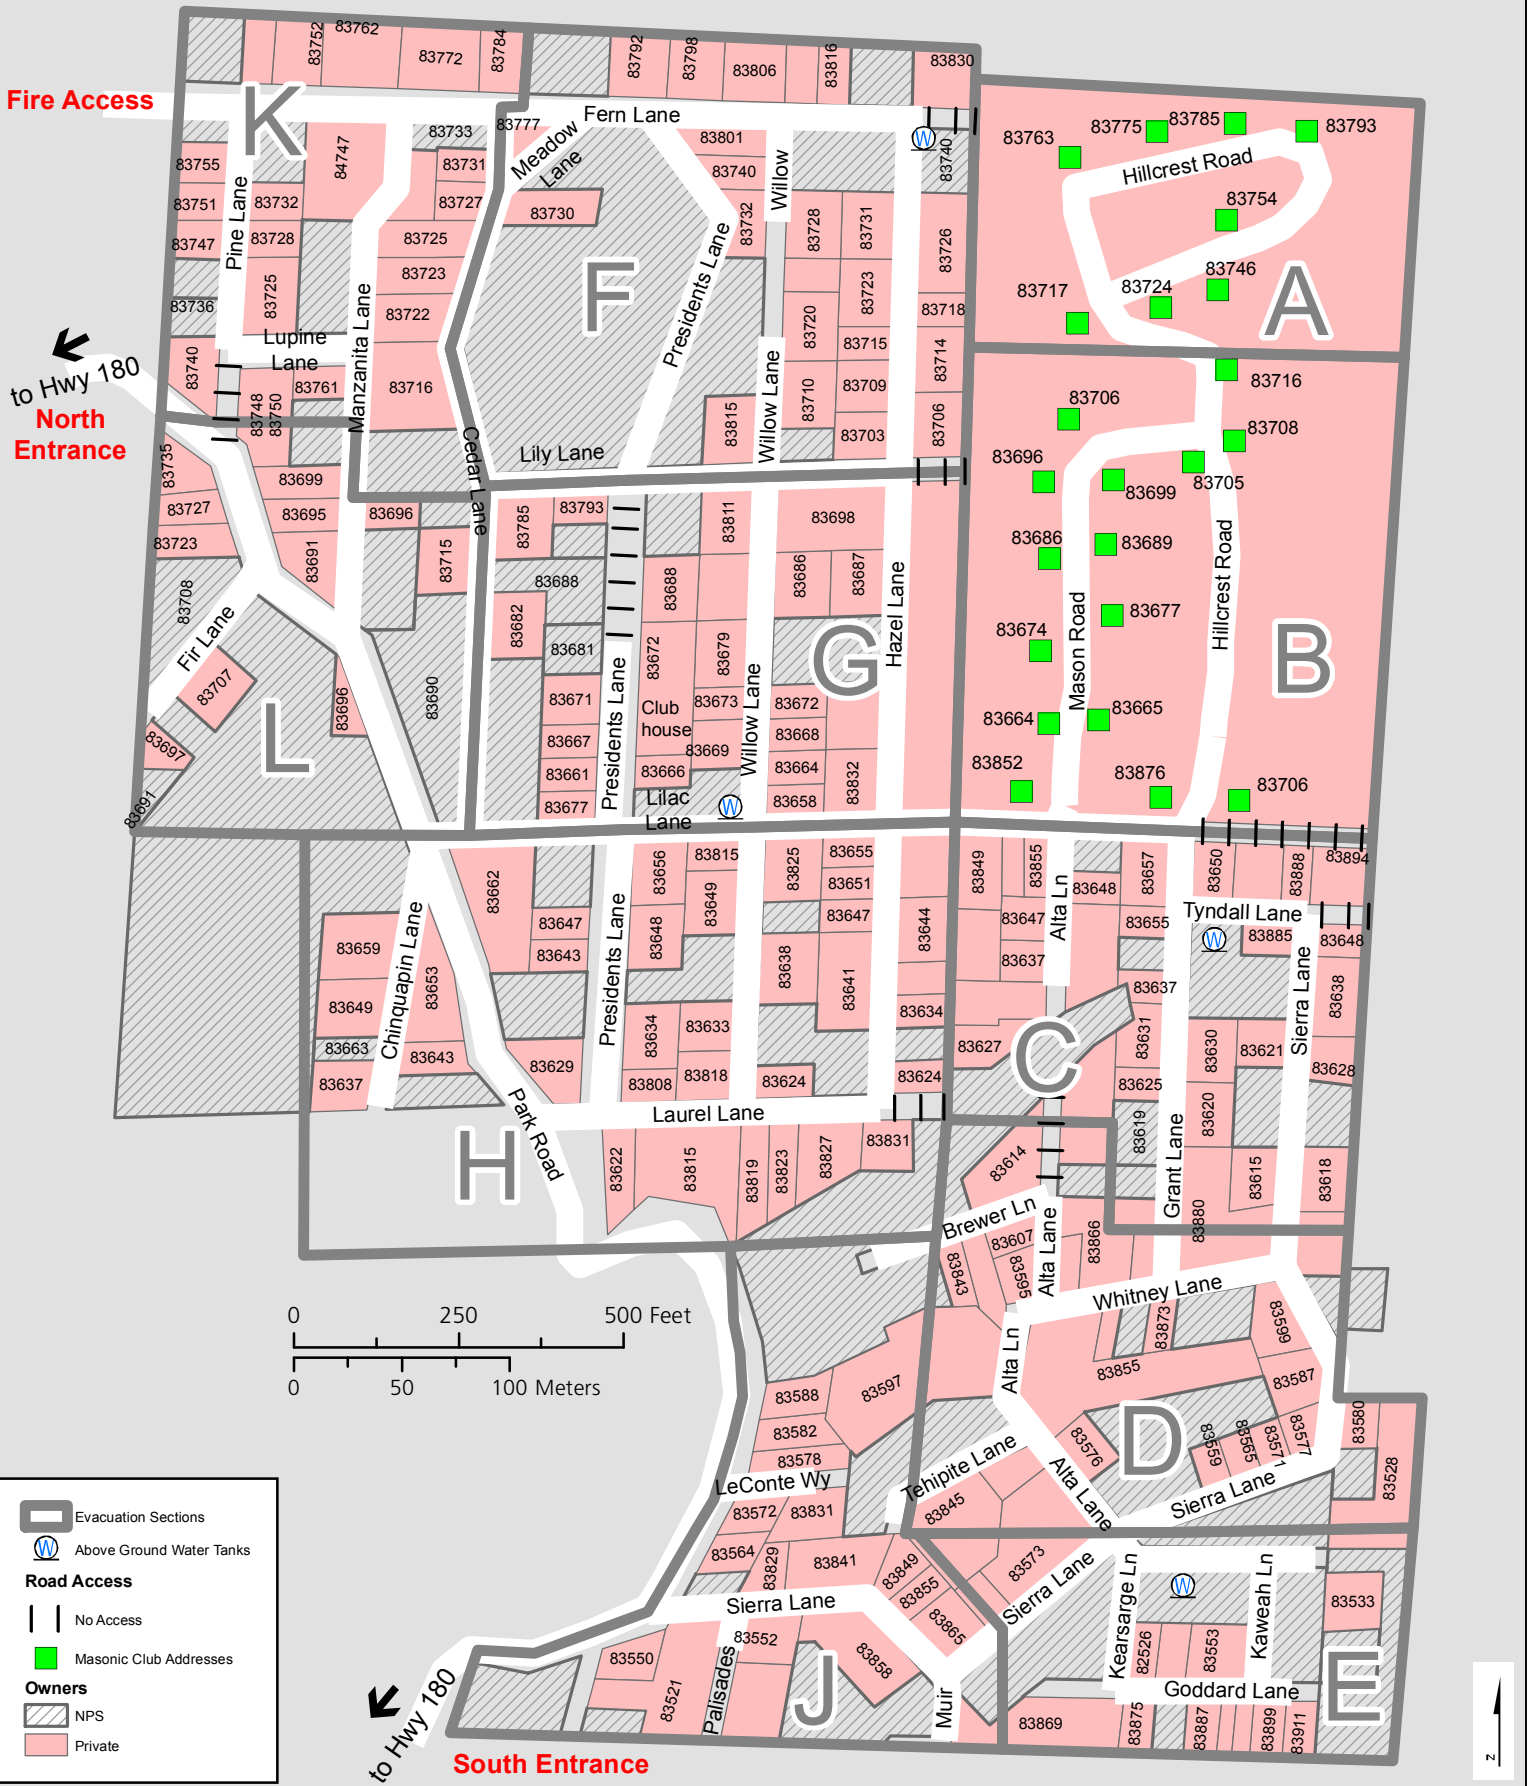 83752
83762
83772
83784
83792
83798
83806
83816
83830
Fire Access
K
Fern Lane
83777
Meadow
Lane
83733
83731
83727
84747
83755
83751
83747
83736
83740
Pine Lane
83732
83728
83725
Lupine
Lane
83748
83750
83761
Manzanita Lane
83725
83723
83722
83716
83730
F
Presidents Lane
83801
83740
83732
Willow
83728
83731
83723
83720
83715
83710
83709
83703
83815
Willow Lane
W
83740
83726
83718
83714
83706
83763
83775
83785
83793
Hillcrest Road
83754
83746
83724
83717
A
to Hwy 180
North
Entrance
Lily Lane
Cedar Lane
83735
83727
83723
83708
83699
83695
83691
83696
83715
83690
Fir Lane
83707
83697
83691
83696
L
83785
83793
83688
83682
83681
83671
83667
83661
83677
Presidents Lane
83811
83688
83672
83679
Club
house
83673
83669
83666
Lilac
Lane
W
Willow Lane
83698
83686
83687
G
83672
83668
83664
83658
83832
Hazel Lane
83716
83706
83708
83696
83699
83705
83686
83689
83677
83674
Mason Road
Hillcrest Road
B
83664
83665
83852
83876
83706
83662
83647
83643
83629
83659
83649
83663
83637
83653
83643
Chinquapin Lane
Presidents Lane
83656
83648
83815
83649
83634
83633
83808
83818
83825
83655
83651
83647
83638
83641
83624
83644
83634
83624
83849
83855
Alta Ln
83648
83647
83637
83627
C
83657
83655
83637
83631
83625
83619
Grant Lane
83650
83888
83894
Tyndall Lane
W
83885
83648
Sierra Lane
83638
83630
83621
83628
83620
83615
83618
83880
H
Park Road
Laurel Lane
83622
83815
83819
83823
83827
83831
83614
Brewer Ln
83607
83843
83595
Alta Lane
83866
Whitney Lane
83873
83855
83599
83587
Alta Ln
D
83576
83559
83565
83571
83577
83580
83528
Tehipite Lane
83845
Alta Lane
Sierra Lane
0 250 500 Feet
0 50 100 Meters
83588
83582
83578
83597
LeConte Wy
83572
83831
83564
83829
83841
83849
83855
83865
83573
Sierra Lane
Sierra Lane
83550
83552
83521
Palisades
83858
J
Muir
83869
Kearsarge Ln
W
Kaweah Ln
82526
83553
83533
Goddard Lane
83875
83887
83899
83911
E
to Hwy 180
South Entrance
Evacuation Sections
W
Above Ground Water Tanks
Road Access
No Access
Masonic Club Addresses
Owners
NPS
Private
z